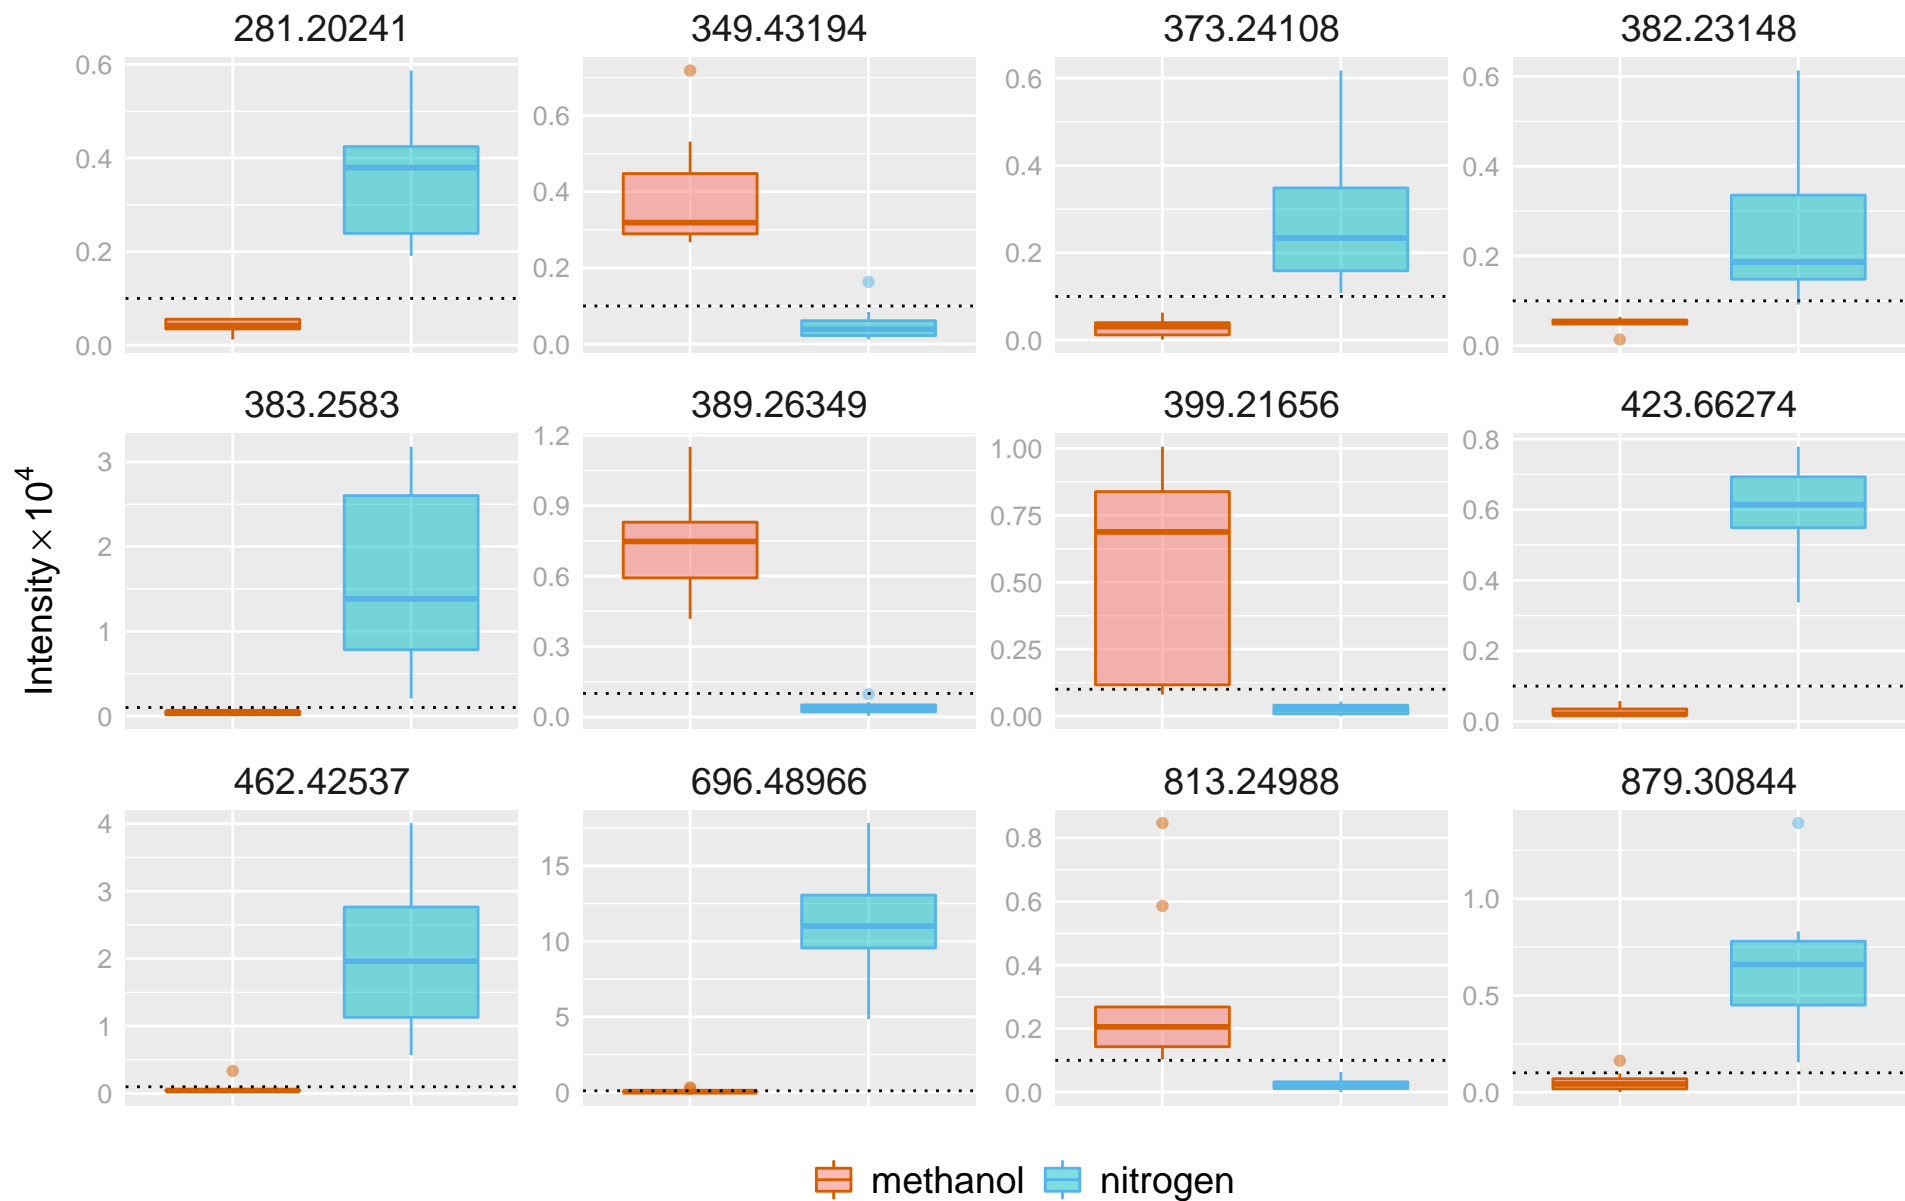 281.20241 349.43194 373.24108 382.23148
0.6 0.4 0.2 0.0
0.6 0.4 0.2 0.0
0.6 0.4 0.2 0.0
0.6 0.4 0.2 0.0
383.2583 389.26349 399.21656 423.66274
3 2 1 0
1.2 0.9 0.6 0.3 0.0
1.00 0.75 0.50 0.25 0.00
0.8 0.6 0.4 0.2 0.0
Intensity × 10⁴
462.42537 696.48966 813.24988 879.30844
4 3 2 1 0
15 10 5 0
0.8 0.6 0.4 0.2 0.0
1.0 0.5 0.0
methanol nitrogen